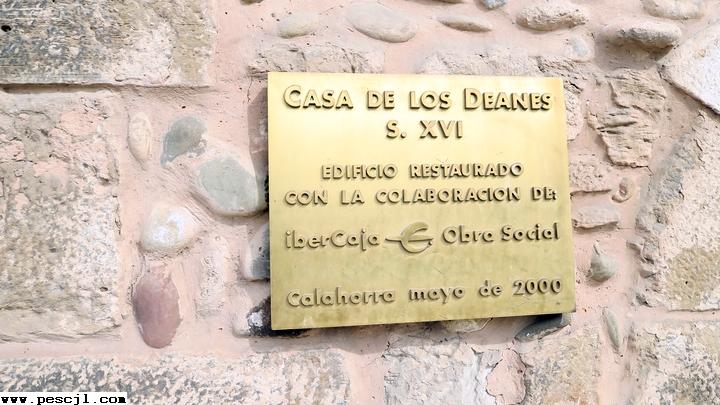 CASA DE LOS DEANES
S. XVI
EDIFICIO RESTAURADO
CON LA COLABORACION DE:
iberCaja Obra Social
Calahorra mayo de 2000
www.pescjl.com